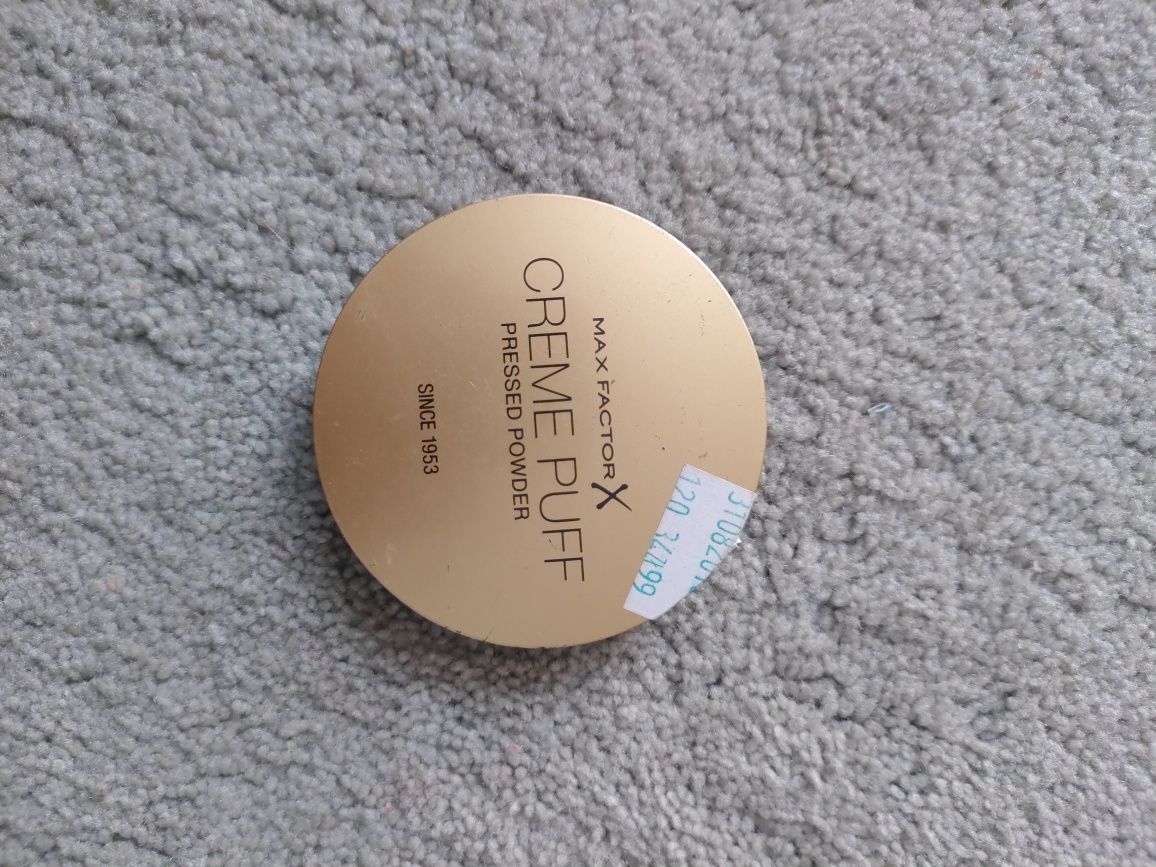 MAX FACTOR X
CREME PUFF
PRESSED POWDER
SINCE 1953